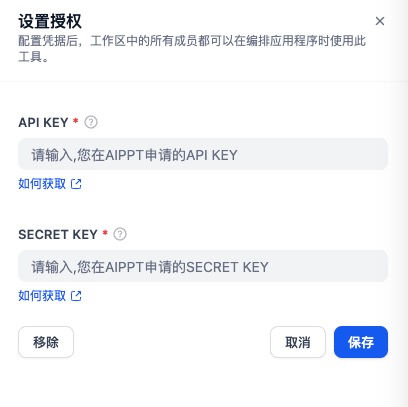 设置授权
配置凭据后，工作区中的所有成员都可以在编排应用程序时使用此
工具。
API KEY *
请输入,您在AIPPT申请的API KEY
如何获取
SECRET KEY *
请输入,您在AIPPT申请的SECRET KEY
如何获取
移除 取消 保存